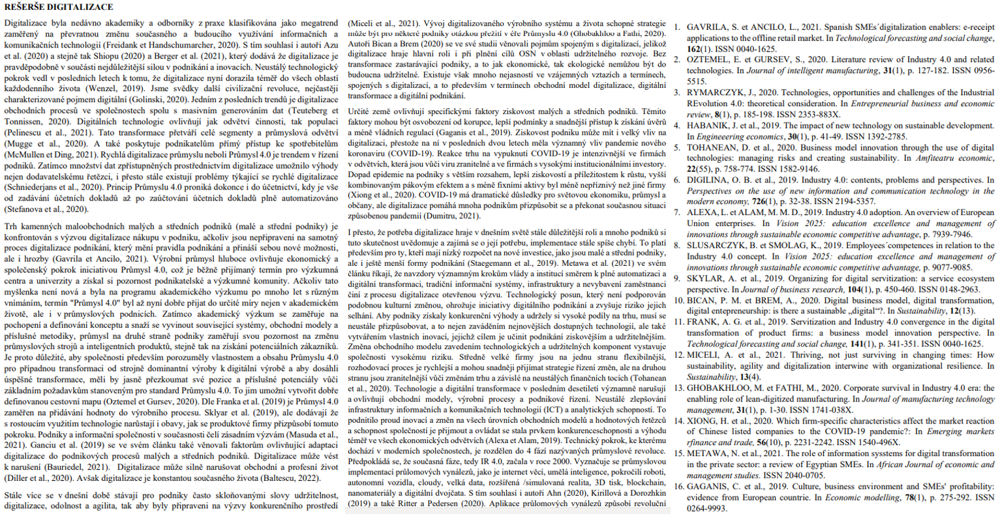 REŠERŠE DIGITALIZACE
Digitalizace byla nedávno akademiky a odborníky z praxe klasifikována jako megatrend
zaměřený na převratnou změnu současného a budoucího využívání informačních a
komunikačních technologií (Freidank et Handschumarcher, 2020). S tím souhlasí i autoři Azu
et al. (2020) a stejně tak Shiopu (2020) a Berger et al. (2021), který dodává že digitalizace je
pravděpodobně v součásti nejdůležitější silou v podnikání a inovacích. Neustálý technologický
pokrok vedl v posledních letech k tomu, že digitalizace nyní dorazila téměř do všech oblastí
každodenního života (Wenzel, 2019). Jsme svědky další civilizační revoluce, nejčastěji
charakterizované pojmem digitální (Golinski, 2020). Jedním z posledních trendů je digitalizace
obchodních procesů ve společnostech spolu s masivním generováním dat (Teuteberg et
Tonnissen, 2020). Digitálních technologie ovlivňují jak odvětví činnosti, tak populaci
(Pelinescu et al., 2021). Tato transformace přetváří celé segmenty a průmyslová odvětví
(Mugge et al., 2020). A také poskytuje podnikatelům přímý přístup ke spotřebitelům
(McMullen et Ding, 2021). Rychlá digitalizace průmyslu neboli Průmysl 4.0 je trendem v řízení
podniků. Zatímco množství dat zpřístupněných prostřednictvím digitalizace umožnilo výhody
nejen dodavatelskému řetězci, i přesto stále existují problémy týkající se rychlé digitalizace
(Schniederjans et al., 2020). Princip Průmyslu 4.0 proniká dokonce i do účetnictví, kdy je vše
od zadávání účetních dokladů až po zaúčtování účetních dokladů plně automatizováno
(Stefanova et al., 2020).
Trh kamenných maloobchodních malých a středních podniků (malé a střední podniky) je
konfrontován s výzvou digitalizace nákupu v podniku, ačkoliv jsou nepřipraveni na samotný
proces digitalizace podnikání, který mění pravidla podnikání a přináší sebou nové možnosti,
ale i hrozby (Gavrila et Ancilo, 2021). Výrobní průmysl hluboce ovlivňuje ekonomický a
společenský pokrok iniciativou Průmysl 4.0, což je běžně přijímaný termín pro výzkumná
centra a univerzity a získal si pozornost podnikatelské a výzkumné komunity. Ačkoliv tato
myšlenka není nová a byla na programu akademického výzkumu po mnoho let s různým
vnímáním, termín "Průmysl 4.0" byl až nyní dobře přijat do určité míry nejen v akademickém
životě, ale i v průmyslových podnicích. Zatímco akademický výzkum se zaměřuje na
pochopení a definování konceptu a snaží se vyvinout související systémy, obchodní modely a
příslušné metodiky, průmysl na druhé straně podniky zaměřují svou pozornost na změnu
průmyslových strojů a inteligentních produktů, stejně tak na získání potenciálních zákazníků.
Je proto důležité, aby společnosti především porozuměly vlastnostem a obsahu Průmyslu 4.0
pro případnou transformaci od strojně dominantní výroby k digitální výrobě a aby dosáhli
úspěšné transformace, měli by jasně přezkoumat své pozice a příslušné potenciály vůči
základním požadavkům stanoveným pro standard Průmyslu 4.0. To jim umožní vytvořit dobře
definovanou cestovní mapu (Oztemel et Gursev, 2020). Dle Franka et al. (2019) je Průmysl 4.0
zaměřen na přidávání hodnoty do výrobního procesu. Sklyar et al. (2019), ale dodávají že
s rostoucím využitím technologie narůstají i obavy, jak se produktové firmy přizpůsobí tomuto
pokroku. Podniky a informační společnosti v současnosti čelí zásadním výzvám (Masuda et al.,
2021). Ganciu et al. (2019) se ve svém článku také věnovali faktorům ovlivňující adaptaci
digitalizace do podnikových procesů malých a středních podniků. Digitalizace může vést
k narušení (Bauriedel, 2021). Digitalizace může silně narušovat obchodní a profesní život
(Diller et al., 2020). Avšak digitalizace je konstantou současného života (Baltescu, 2022).
Stále více se v dnešní době stávají pro podniky často skloňovanými slovy udržitelnost,
digitalizace, odolnost a agilita, tak aby byly připraveni na výzvy konkurenčního prostředí
(Miceli et al., 2021). Vývoj digitalizovaného výrobního systému a života schopné strategie
může být pro některé podniky otázkou přežití v éře Průmyslu 4.0 (Ghobakhloo a Fathi, 2020).
Autoři Bican a Brem (2020) se ve své studii věnovali pojmům spojeným s digitalizací, jelikož
digitalizace hraje hlavní roli i při plnění cílů OSN v oblasti udržitelného rozvoje. Bez
transformace zastarávající podniky, a to jak ekonomické, tak ekologické nemůžou být do
budoucna udržitelné. Existuje však mnoho nejasností ve vzájemných vztazích a termínech,
spojených s digitalizací, a to především v termínech obchodní model digitalizace, digitální
transformace a digitální podnikání.
Určité země ovlivňují specifickými faktory ziskovost malých a středních podniků. Těmito
faktory mohou být osvobození od korupce, lepší podmínky a snadnější přístup k získání úvěrů
a méně vládních regulací (Gaganis et al., 2019). Ziskovost podniku může mít i velký vliv na
digitalizaci, přestože na ní v posledních dvou letech měla významný vliv pandemie nového
koronaviru (COVID-19). Reakce trhu na vypuknutí COVID-19 je intenzivnější ve firmách
v odvětvích, která jsou vůči viru zranitelné a ve firmách s vysokými institucionálními investory.
Dopad epidemie na podniky s větším rozsahem, lepší ziskovostí a příležitostem k růstu, vyšší
kombinovaným pákovým efektem a s méně fixními aktivy byl méně nepříznivý než jiné firmy
(Xiong et al., 2020). COVID-19 má dramatické důsledky pro světovou ekonomiku, průmysl a
občany, ale digitalizace pomáhá mnoha podnikům přizpůsobit se a překonat současnou situaci
způsobenou pandemií (Dumitru, 2021).
I přesto, že potřeba digitalizace hraje v dnešním světě stále důležitější roli a mnoho podniků si
tuto skutečnost uvědomuje a zajímá se o její potřebu, implementace stále spíše chybí. To platí
především pro ty, kteří mají nízký rozpočet na nové investice, jako jsou malé a střední podniky,
ale i ještě menší formy podnikání (Staegemann et al., 2019). Metawa et al. (2021) ve svém
článku říkají, že navzdory významným krokům vlády a institucí směrem k plné automatizaci a
digitální transformaci, tradiční informační systémy, infrastruktury a nevybavení zaměstnanci
činí z procesu digitalizace otevřenou výzvu. Technologický posun, který není podporován
podobnou kulturní změnou, ohrožuje iniciativy digitálního podnikání a zvyšuje riziko jejich
selhání. Aby podniky získaly konkurenční výhody a udržely si vysoké podíly na trhu, musí se
neustále přizpůsobovat, a to nejen zaváděním nejnovějších dostupných technologií, ale také
vytvářením vlastních inovací, jejichž cílem je učinit podnikání ziskovějším a udržitelnějším.
Změna obchodního modelu zavedením technologických a udržitelných komponent vystavuje
společnosti vysokému riziku. Středně velké firmy jsou na jednu stranu flexibilnější,
rozhodovací proces je rychlejší a mohou snadněji přijímat strategie řízení změn, ale na druhou
stranu jsou zranitelnější vůči změnám trhu a závislé na neustálých finančních tocích (Tohanean
et al., 2020). Technologie a digitální transformace v posledním desetiletí významně narušují
a ovlivňují obchodní modely, výrobní procesy a podnikové řízení. Neustálé zlepšování
infrastruktury informačních a komunikačních technologií (ICT) a analytických schopností. To
podnítilo proud inovací a změn na všech úrovních obchodních modelů a hodnotových řetězců
a schopnost společností je přijmout a ovládat se stala prvkem konkurenceschopnosti a výhodu
téměř ve všech ekonomických odvětvích (Alexa et Alam, 2019). Technický pokrok, ke kterému
dochází v moderních společnostech, je rozdělen do 4 fází nazývaných průmyslové revoluce.
Předpokládá se, že současná fáze, tedy IR 4.0, začala v roce 2000. Vyznačuje se průmyslovou
implementací průlomových vynálezů, jako je internet věcí, umělá inteligence, pokročilí roboti,
autonomní vozidla, cloudy, velká data, rozšířená /simulovaná realita, 3D tisk, blockchain,
nanomateriály a digitální dvojčata. S tím souhlasí i autoři Ahn (2020), Kirillová a Dorozhkin
(2019) a také Ritter a Pedersen (2020). Aplikace průlomových vynálezů způsobí revoluční
1. GAVRILA, S. et ANCILO, L., 2021. Spanish SMEs´digitalization enablers: e-receipt
applications to the offline retail market. In Technological forecasting and social change,
162(1). ISSN 0040-1625.
2. OZTEMEL, E. et GURSEV, S., 2020. Literature review of Industry 4.0 and related
technologies. In Journal of intelligent manufacturing, 31(1), p. 127-182. ISSN 0956-
5515.
3. RYMARCZYK, J., 2020. Technologies, opportunities and challenges of the Industrial
REvolution 4.0: theoretical consideration. In Entrepreneurial business and economic
review, 8(1), p. 185-198. ISSN 2353-883X.
4. HABANIK, J. et al., 2019. The impact of new technology on sustainable development.
In Engineeering economics, 30(1), p. 41-49. ISSN 1392-2785.
5. TOHANEAN, D. et al., 2020. Business model innovation through the use of digital
technologies: managing risks and creating sustainability. In Amfiteatru economic,
22(55), p. 758-774. ISSN 1582-9146.
6. DIGILINA, O. B. et al., 2019. Industry 4.0: contents, problems and perspectives. In
Perspectives on the use of new information and communication technology in the
modern economy, 726(1), p. 32-38. ISSN 2194-5357.
7. ALEXA, L. et ALAM, M. M. D., 2019. Industry 4.0 adoption. An overview of European
Union enterprises. In Vision 2025: education excellence and management of
innovations through sustainable economic competitive advantage, p. 7939-7946.
8. SLUSARCZYK, B. et SMOLAG, K., 2019. Employees´competences in relation to the
Industry 4.0 concept. In Vision 2025: education excellence and management of
innovations through sustainable economic competitive advantage, p. 9077-9085.
9. SKYLAR, A. et al., 2019. Organizing for digital servitization: a service ecosystem
perspective. In Journal of business research, 104(1), p. 450-460. ISSN 0148-2963.
10. BICAN, P. M. et BREM, A., 2020. Digital business model, digital transformation,
digital entepreneurship: is there a sustainable „digital“?. In Sustainability, 12(13).
11. FRANK, A. G. et al., 2019. Servitization and Industry 4.0 convergence in the digital
transformation of product firms: a business model innovation perspective. In
Technological forecasting and social change, 141(1), p. 341-351. ISSN 0040-1625.
12. MICELI, A. et al., 2021. Thriving, not just surviving in changing times: How
sustainability, agility and digitalization intertwine with organizational resilience. In
Sustainability, 13(4).
13. GHOBAKHLOO, M. et FATHI, M., 2020. Corporate survival in Industry 4.0 era: the
enabling role of lean-digitized manufacturing. In Journal of manufacturing technology
management, 31(1), p. 1-30. ISSN 1741-038X.
14. XIONG, H. et al., 2020. Which firm-specific characteristics affect the market reaction
of Chinese listed companies to the COVID-19 pandemic?: In Emerging markets
rfinance and trade, 56(10), p. 2231-2242. ISSN 1540-496X.
15. METAWA, N. et al., 2021. The role of information sysstems for digital transformation
in the private sector: a review of Egyptian SMEs. In African Journal of economic and
management studies. ISSN 2040-0705.
16. GAGANIS, C. et al., 2019. Culture, business environment and SMEs' profitability:
evidence from European countrie. In Economic modelling, 78(1), p. 275-292. ISSN
0264-9993.